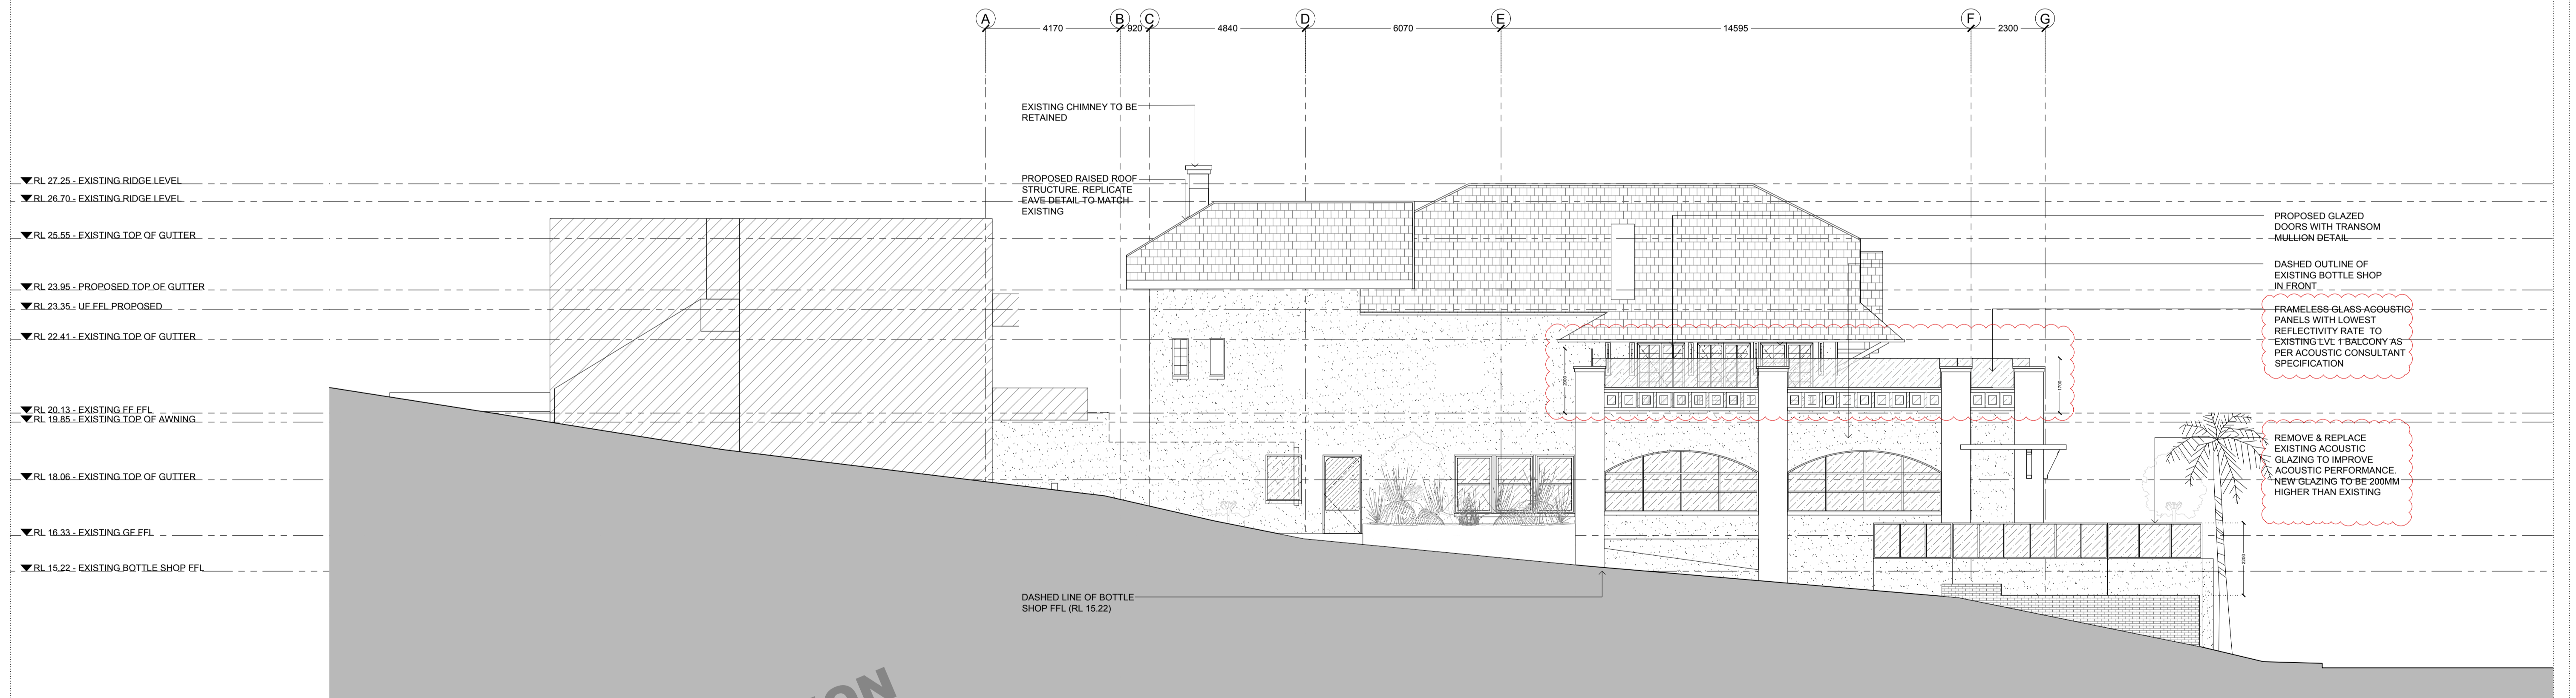 A B C D E F G
4170 920 4840 6070 14595 2300
EXISTING CHIMNEY TO BE
RETAINED
PROPOSED RAISED ROOF
STRUCTURE. REPLICATE
EAVE DETAIL TO MATCH
EXISTING
RL 27.25 - EXISTING RIDGE LEVEL
RL 26.70 - EXISTING RIDGE LEVEL
RL 25.55 - EXISTING TOP OF GUTTER
RL 23.95 - PROPOSED TOP OF GUTTER
RL 23.35 - UF FFL PROPOSED
RL 22.41 - EXISTING TOP OF GUTTER
RL 20.13 - EXISTING FF FFL
RL 19.85 - EXISTING TOP OF AWNING
RL 18.06 - EXISTING TOP OF GUTTER
RL 16.33 - EXISTING GF FFL
RL 15.22 - EXISTING BOTTLE SHOP FFL
PROPOSED GLAZED
DOORS WITH TRANSOM
MULLION DETAIL
DASHED OUTLINE OF
EXISTING BOTTLE SHOP
IN FRONT
FRAMELESS GLASS ACOUSTIC
PANELS WITH LOWEST
REFLECTIVITY RATE TO
EXISTING LVL 1 BALCONY AS
PER ACOUSTIC CONSULTANT
SPECIFICATION
2000
1700
REMOVE & REPLACE
EXISTING ACOUSTIC
GLAZING TO IMPROVE
ACOUSTIC PERFORMANCE.
NEW GLAZING TO BE 200MM
HIGHER THAN EXISTING
2200
DASHED LINE OF BOTTLE
SHOP FFL (RL 15.22)